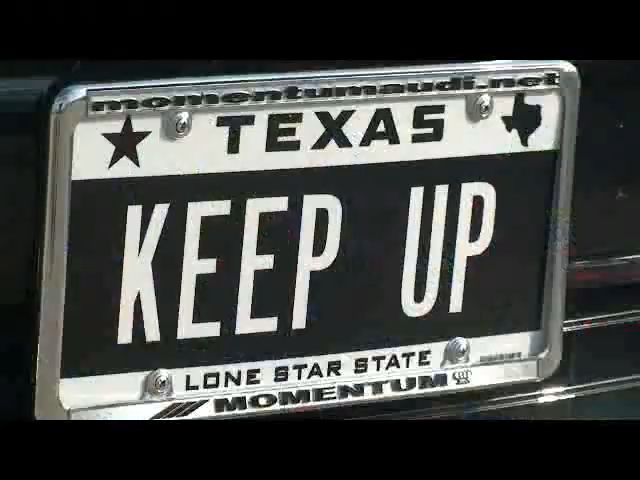 momentumaudi.net
TEXAS
KEEP UP
LONE STAR STATE
MOMENTUM